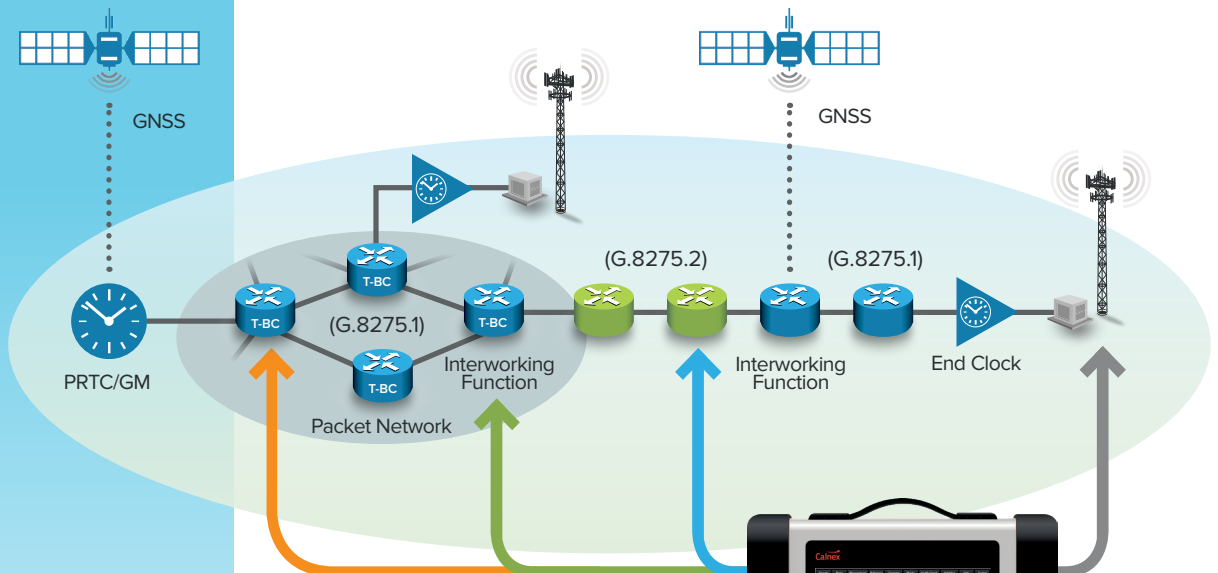 GNSS
GNSS
(G.8275.2)
(G.8275.1)
T-BC
T-BC
(G.8275.1)
T-BC
T-BC
PRTC/GM
Interworking
Function
Interworking
Function
End Clock
Packet Network
Calnex